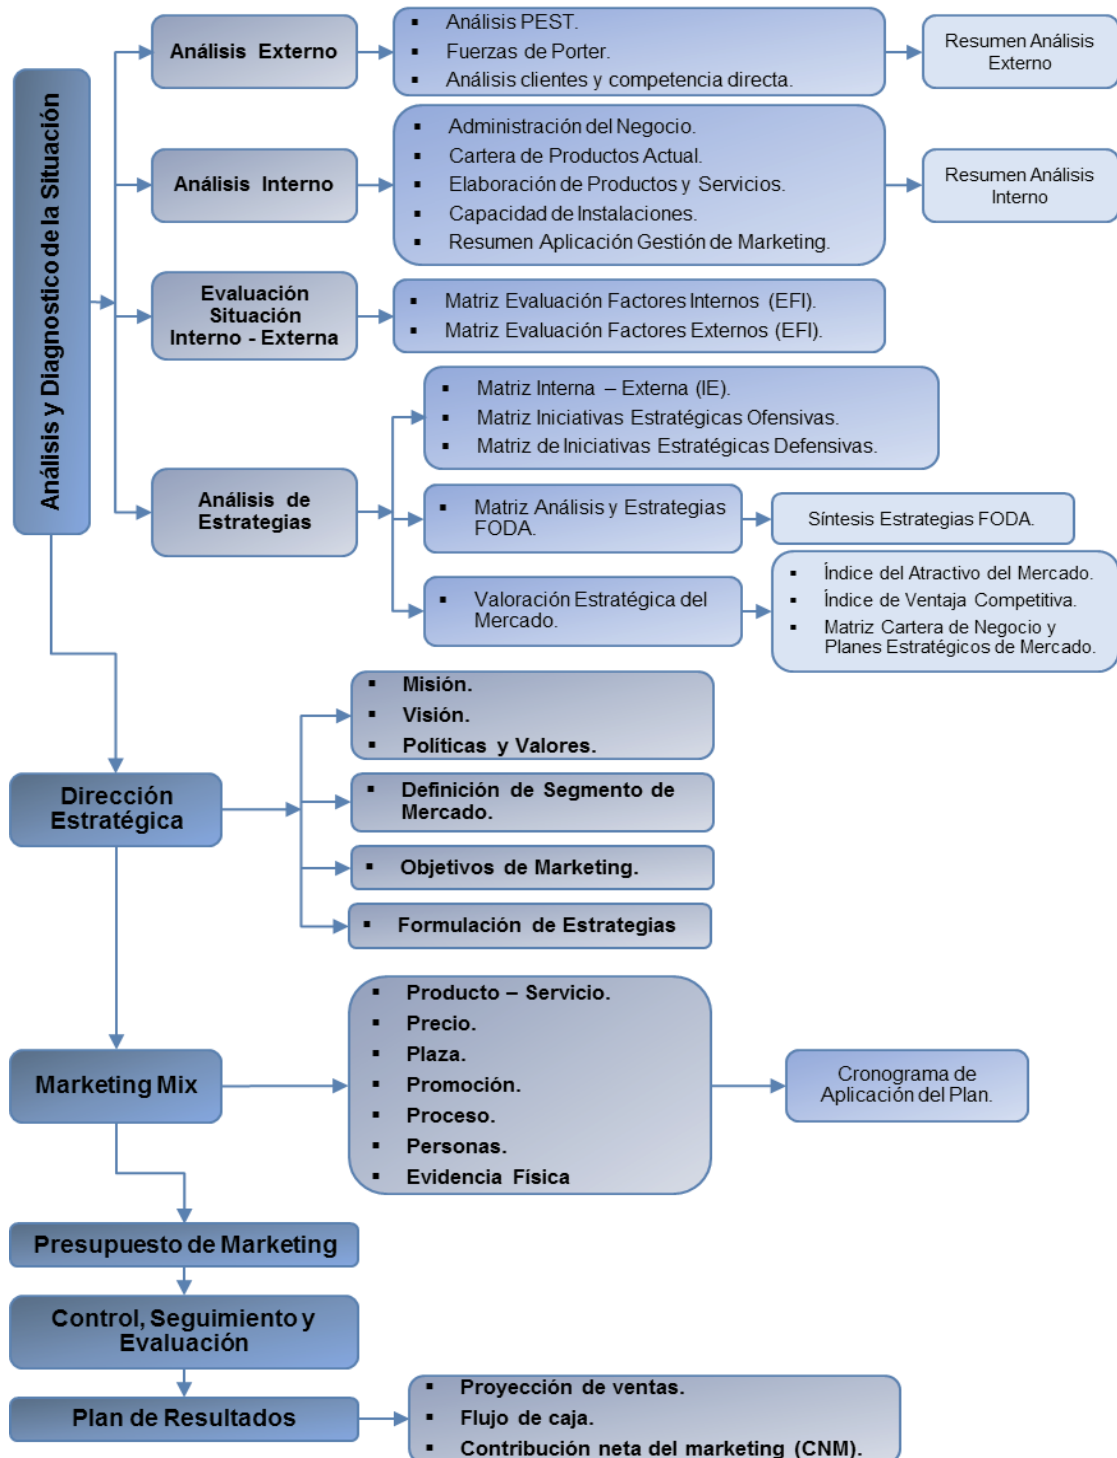 Análisis y Diagnostico de la Situación
Análisis Externo
▪ Análisis PEST.
▪ Fuerzas de Porter.
▪ Análisis clientes y competencia directa.
Resumen Análisis
Externo
Análisis Interno
▪ Administración del Negocio.
▪ Cartera de Productos Actual.
▪ Elaboración de Productos y Servicios.
▪ Capacidad de Instalaciones.
▪ Resumen Aplicación Gestión de Marketing.
Resumen Análisis
Interno
Evaluación
Situación
Interno - Externa
▪ Matriz Evaluación Factores Internos (EFI).
▪ Matriz Evaluación Factores Externos (EFI).
Análisis de
Estrategias
▪ Matriz Interna – Externa (IE).
▪ Matriz Iniciativas Estratégicas Ofensivas.
▪ Matriz de Iniciativas Estratégicas Defensivas.
▪ Matriz Análisis y Estrategias
FODA.
Síntesis Estrategias FODA.
▪ Valoración Estratégica del
Mercado.
▪ Índice del Atractivo del Mercado.
▪ Índice de Ventaja Competitiva.
▪ Matriz Cartera de Negocio y
Planes Estratégicos de Mercado.
Dirección
Estratégica
▪ Misión.
▪ Visión.
▪ Políticas y Valores.
▪ Definición de Segmento de
Mercado.
▪ Objetivos de Marketing.
▪ Formulación de Estrategias
Marketing Mix
▪ Producto – Servicio.
▪ Precio.
▪ Plaza.
▪ Promoción.
▪ Proceso.
▪ Personas.
▪ Evidencia Física
Cronograma de
Aplicación del Plan.
Presupuesto de Marketing
Control, Seguimiento y
Evaluación
Plan de Resultados
▪ Proyección de ventas.
▪ Flujo de caja.
▪ Contribución neta del marketing (CNM).